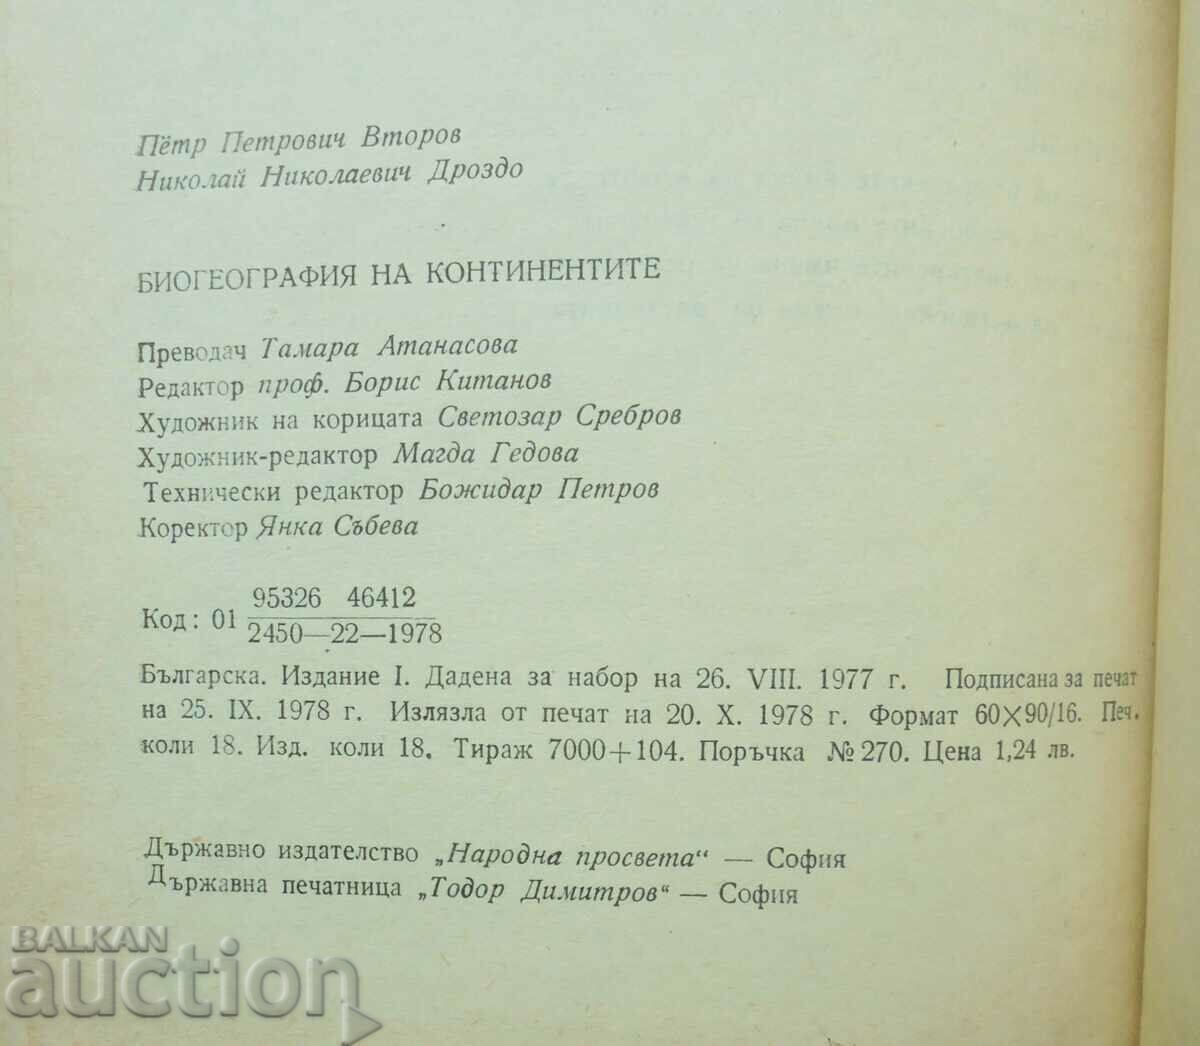 Пётр Петрович Второв
Николай Николаевич Дроздо
БИОГЕОГРАФИЯ НА КОНТИНЕНТИТЕ
Преводач Тамара Атанасова
Редактор проф. Борис Китанов
Художник на корицата Светозар Сребров
Художник-редактор Магда Гедова
Технически редактор Божидар Петров
Коректор Янка Събева
95326 46412
Код: 01
2450—22—1978
Българска. Издание I. Дадена за набор на 26. VIII. 1977 г. Подписана за печат
на 25. IX. 1978 г. Излязла от печат на 20. X. 1978 г. Формат 60×90/16. Печ.
коли 18. Изд. коли 18. Тираж 7000+104. Поръчка №270. Цена 1,24 лв.
Държавно издателство „Народна просвета“ — София
Държавна печатница „Тодор Димитров“ — София
BALKAN
auction